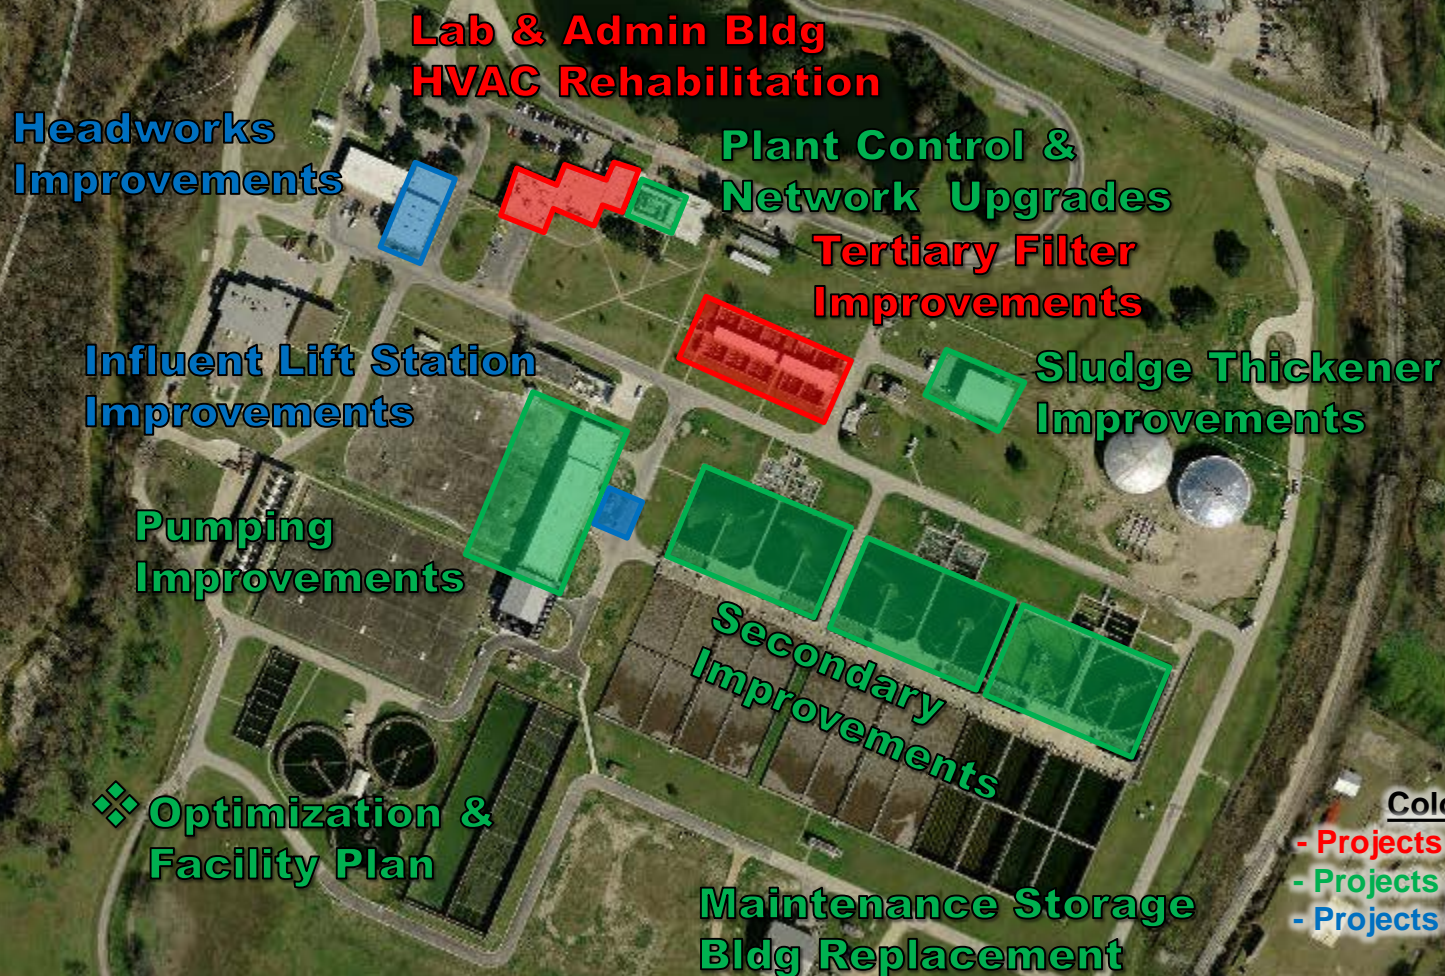 Lab & Admin Bldg
HVAC Rehabilitation
Headworks
Improvements
Plant Control &
Network Upgrades
Tertiary Filter
Improvements
Influent Lift Station
Improvements
Sludge Thickener
Improvements
Pumping
Improvements
Secondary
Improvements
Optimization &
Facility Plan
Maintenance Storage
Bldg Replacement
- Projects
- Projects
- Projects